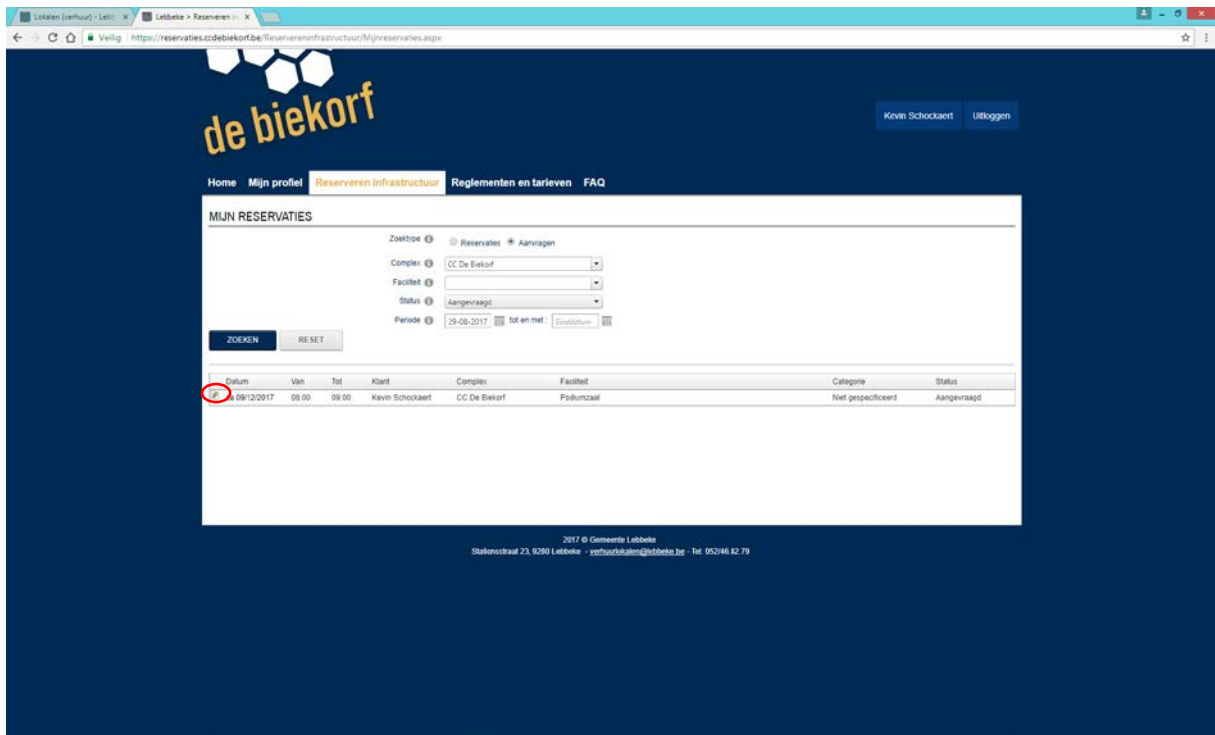 Lokalen (verhuur) - Lebb
Lebbeke > Reserveren in
Veilig https://reservaties.ccdebiekorf.be/Reservereninfrastructuur/Mijnreservaties.aspx
de biekorf
Kevin Schockaert Uitloggen
Home Mijn profiel Reserveren infrastructuur Reglementen en tarieven FAQ
MIJN RESERVATIES
Zoektype Reservaties Aanvragen
Complex CC De Biekorf
Faciliteit
Status Aangevraagd
Periode 29-08-2017 tot en met : Einddatum
ZOEKEN RESET
Datum Van Tot Klant Complex Faciliteit Categorie Status
za 09/12/2017 08:00 09:00 Kevin Schockaert CC De Biekorf Podiumzaal Niet gespecificeerd Aangevraagd
2017 © Gemeente Lebbeke
Stationsstraat 23, 9280 Lebbeke - verhuurlokalen@lebbeke.be - Tel: 052/46.82.79